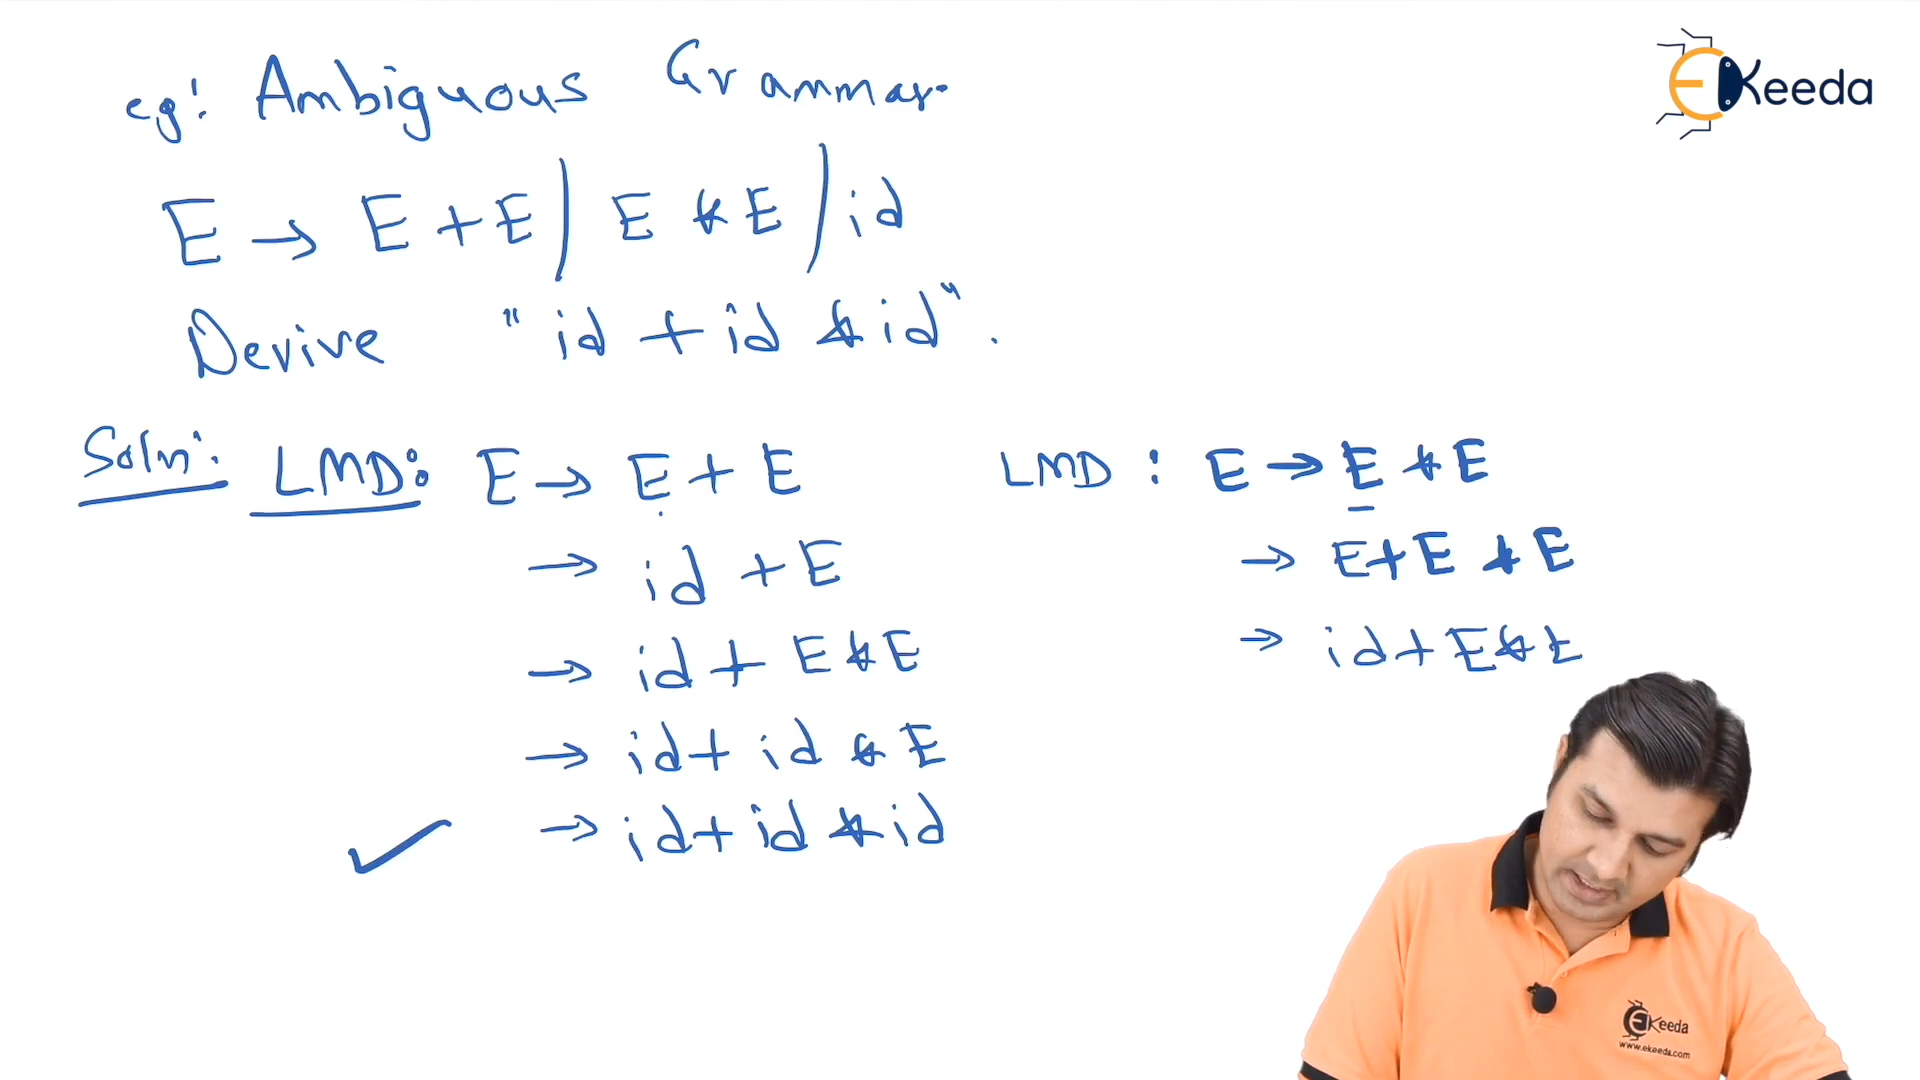 eg: Ambiguous Grammar.
EKeeda
E → E + E | E * E | id
Derive "id + id * id".
Soln: LMD: E → E + E
→ id + E
→ id + E * E
→ id + id * E
→ id + id * id
LMD : E → E * E
→ E + E * E
→ id + E * E
EKeeda
www.ekeeda.com